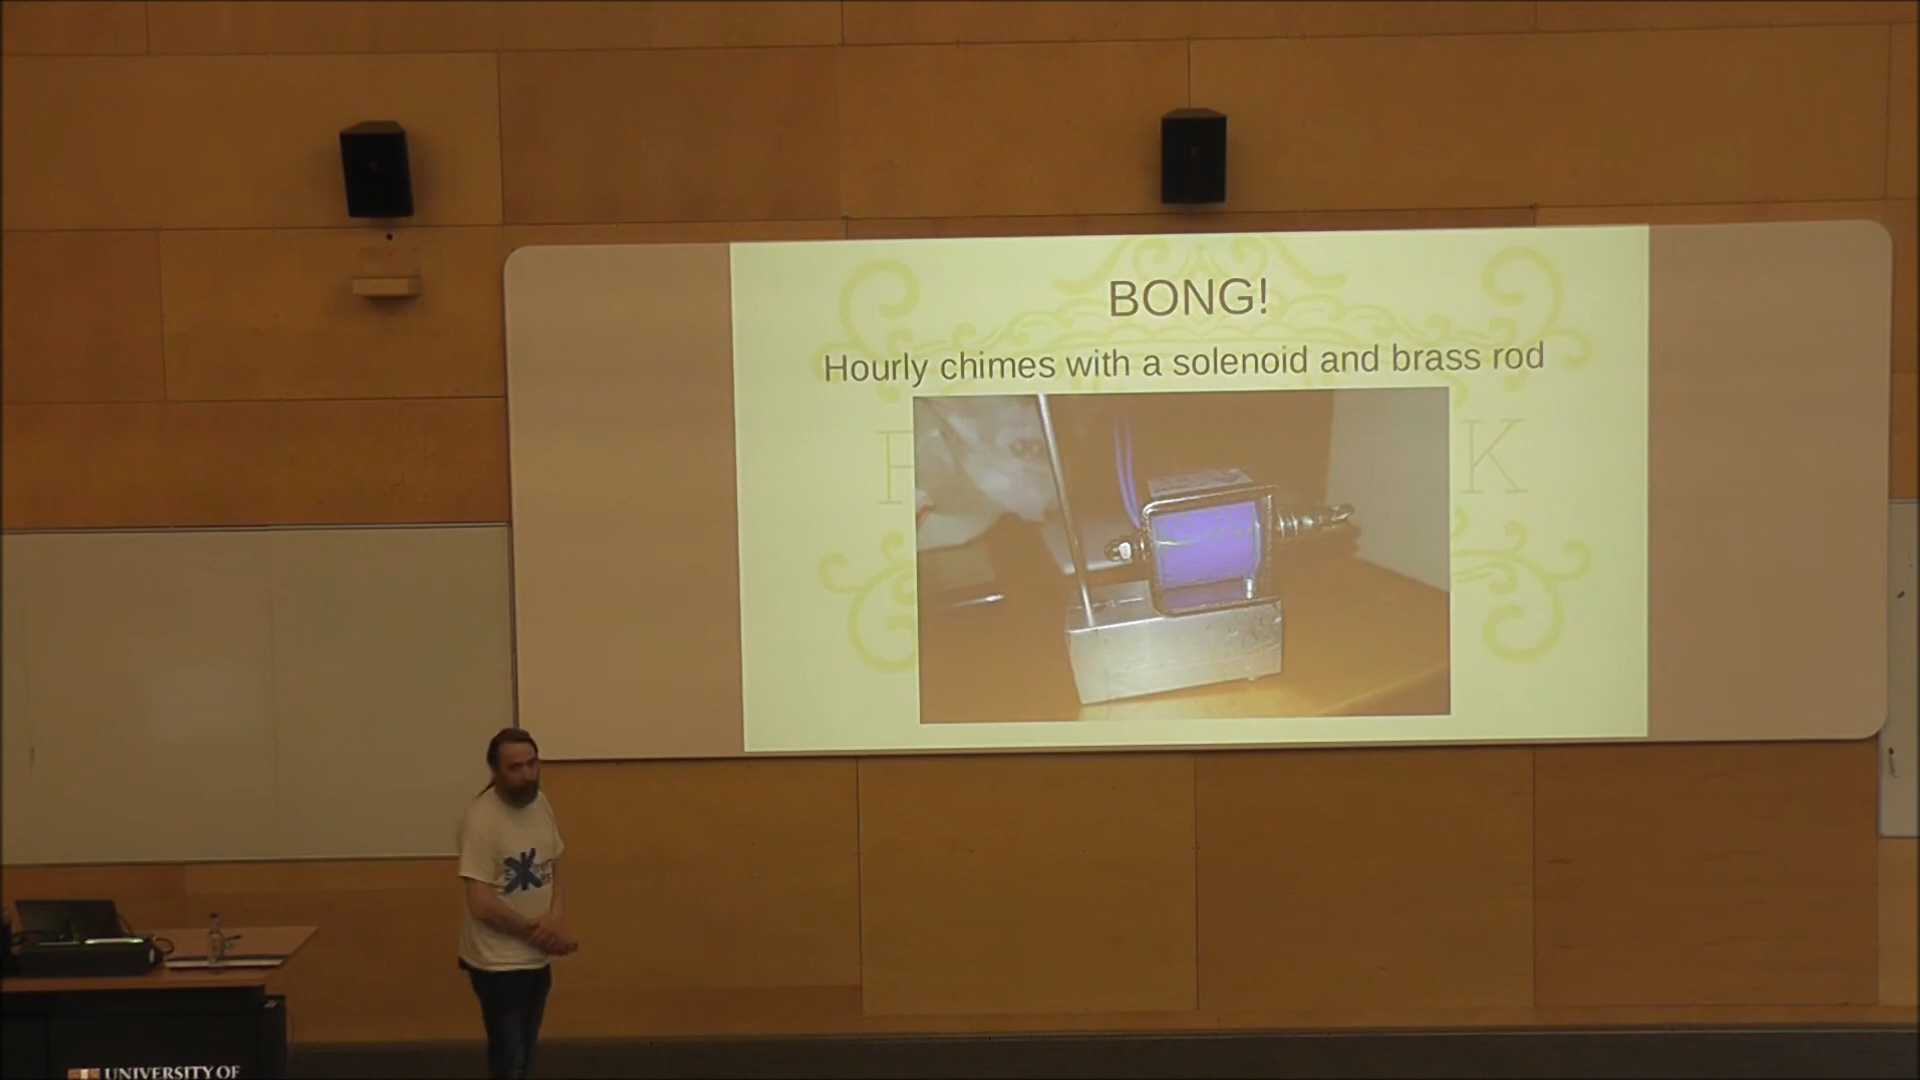 BONG!
Hourly chimes with a solenoid and brass rod
K
UNIVERSITY OF